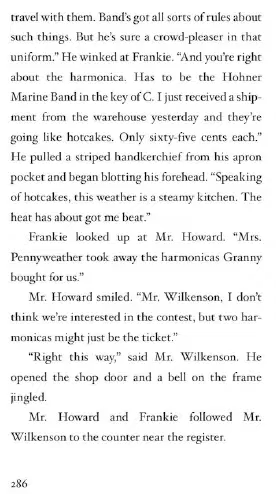 travel with them. Band's got all sorts of rules about
such things. But he's sure a crowd-pleaser in that
uniform." He winked at Frankie. "And you're right
about the harmonica. Has to be the Hohner
Marine Band in the key of C. I just received a ship-
ment from the warehouse yesterday and they're
going like hotcakes. Only sixty-five cents each."
He pulled a striped handkerchief from his apron
pocket and began blotting his forehead. "Speaking
of hotcakes, this weather is a steamy kitchen. The
heat has about got me beat."
Frankie looked up at Mr. Howard. "Mrs.
Pennyweather took away the harmonicas Granny
bought for us."
Mr. Howard smiled. "Mr. Wilkenson, I don't
think we're interested in the contest, but two har-
monicas might just be the ticket."
"Right this way," said Mr. Wilkenson. He
opened the shop door and a bell on the frame
jingled.
Mr. Howard and Frankie followed Mr.
Wilkenson to the counter near the register.
286